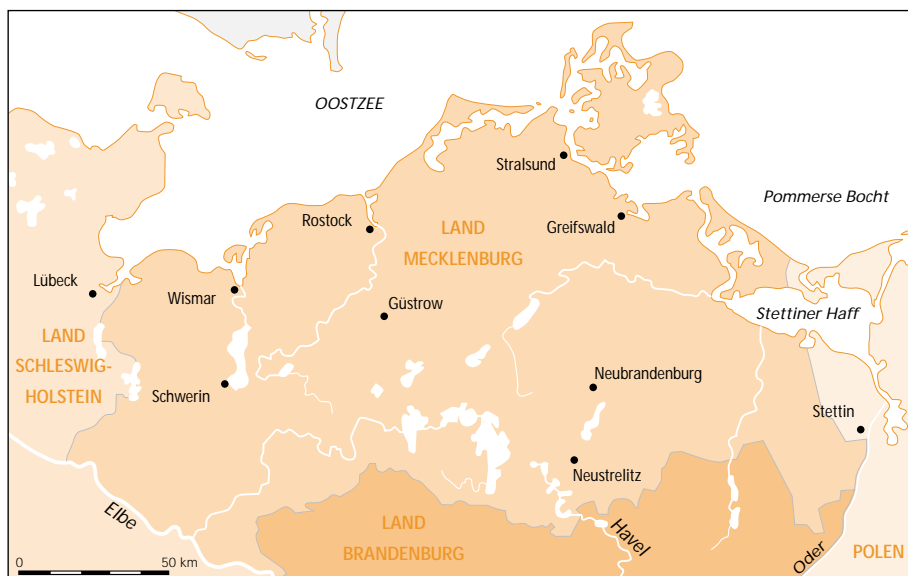 OOSTZEE
Stralsund
Pommerse Bocht
Rostock
LAND
MECKLENBURG
Greifswald
Lübeck
Wismar
Güstrow
Stettiner Haff
LAND
SCHLESWIG-
HOLSTEIN
Schwerin
Neubrandenburg
Stettin
Neustrelitz
Elbe
LAND
BRANDENBURG
Havel
Oder
POLEN
0 50 km